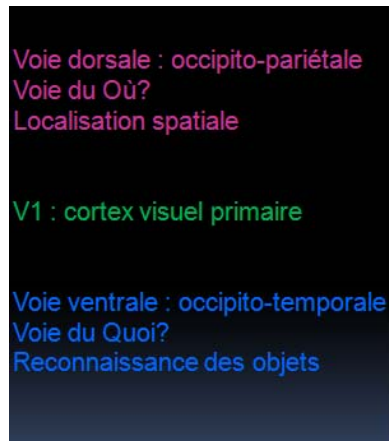 Voie dorsale : occipito-pariétale
Voie du Où?
Localisation spatiale
V1 : cortex visuel primaire
Voie ventrale : occipito-temporale
Voie du Quoi?
Reconnaissance des objets